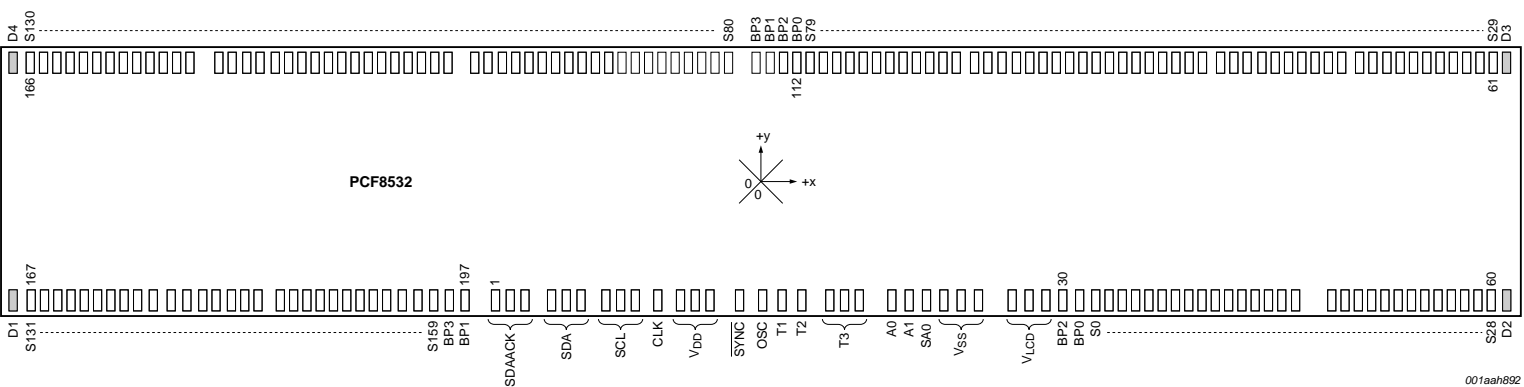 D4
S130
S80
BP3
BP1
BP2
BP0
S79
S29
D3
166
112
61
+y
PCF8532
0
0
+x
167
197
1
30
60
D1
S131
S159
BP3
BP1
SDAACK
SDA
SCL
CLK
VDD
SYNC
OSC
T1
T2
T3
A0
A1
SA0
VSS
VLCD
BP2
BP0
S0
S28
D2
001aah892